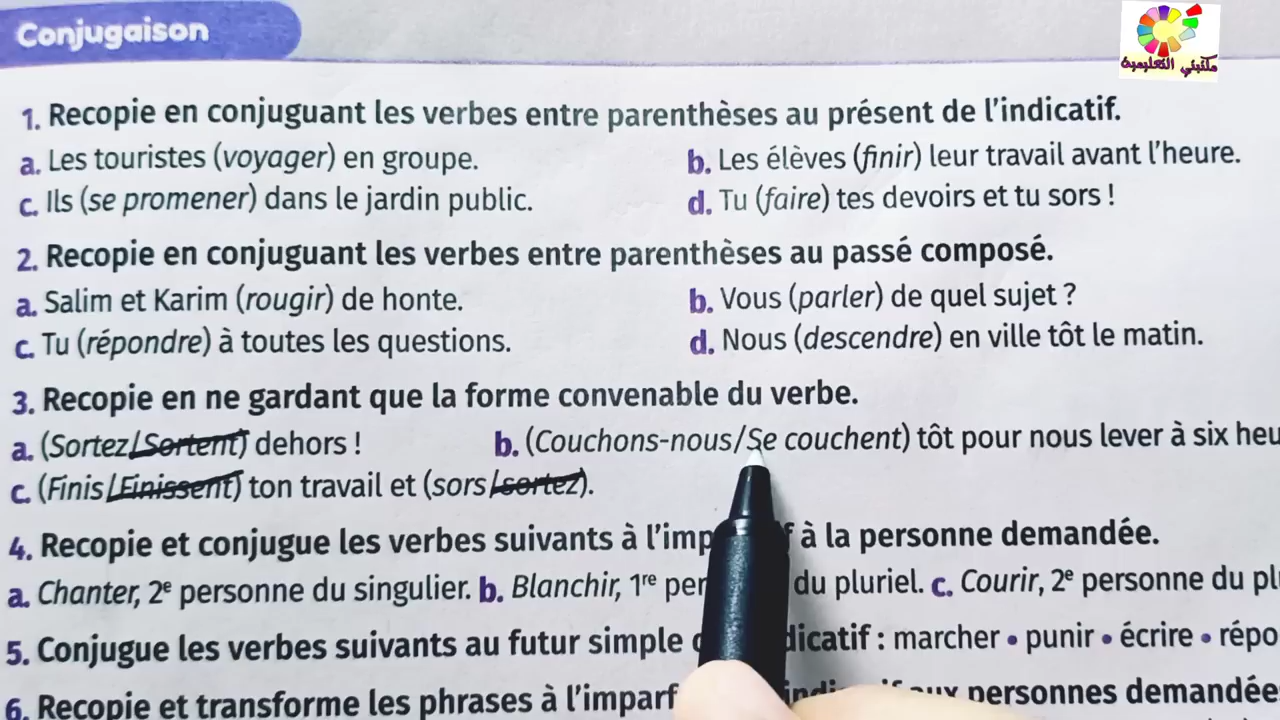 Conjugaison
مكتبتي التعليمية
1. Recopie en conjuguant les verbes entre parenthèses au présent de l'indicatif.
a. Les touristes (voyager) en groupe. b. Les élèves (finir) leur travail avant l'heure.
c. Ils (se promener) dans le jardin public. d. Tu (faire) tes devoirs et tu sors !
2. Recopie en conjuguant les verbes entre parenthèses au passé composé.
a. Salim et Karim (rougir) de honte. b. Vous (parler) de quel sujet ?
c. Tu (répondre) à toutes les questions. d. Nous (descendre) en ville tôt le matin.
3. Recopie en ne gardant que la forme convenable du verbe.
a. (Sortez/Sortent) dehors ! b. (Couchons-nous/Se couchent) tôt pour nous lever à six heu
c. (Finis/Finissent) ton travail et (sors/sortez).
4. Recopie et conjugue les verbes suivants à l'imp f à la personne demandée.
a. Chanter, 2e personne du singulier. b. Blanchir, 1re per du pluriel. c. Courir, 2e personne du pl
5. Conjugue les verbes suivants au futur simple dicatif : marcher • punir • écrire • répo
6. Recopie et transforme les phrases à l'imparf aux personnes demandée